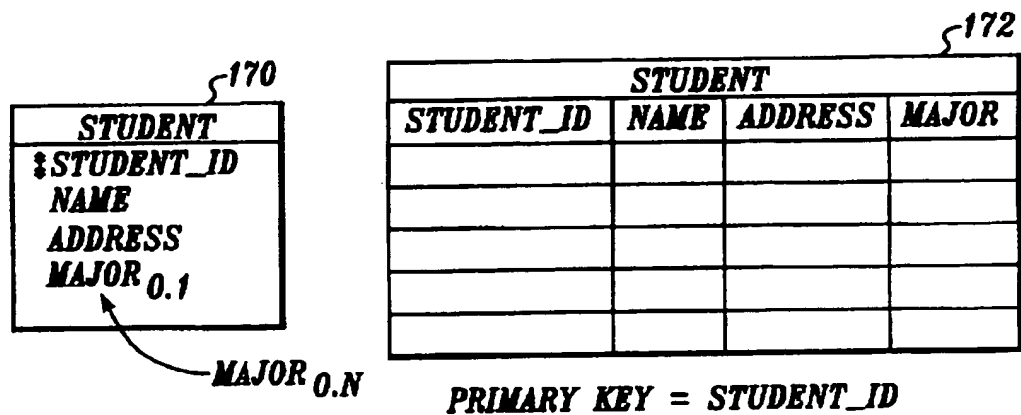 170
STUDENT
‡STUDENT_ID
NAME
ADDRESS
MAJOR 0.1
MAJOR 0.N
172
STUDENT
STUDENT_ID NAME ADDRESS MAJOR
PRIMARY KEY = STUDENT_ID